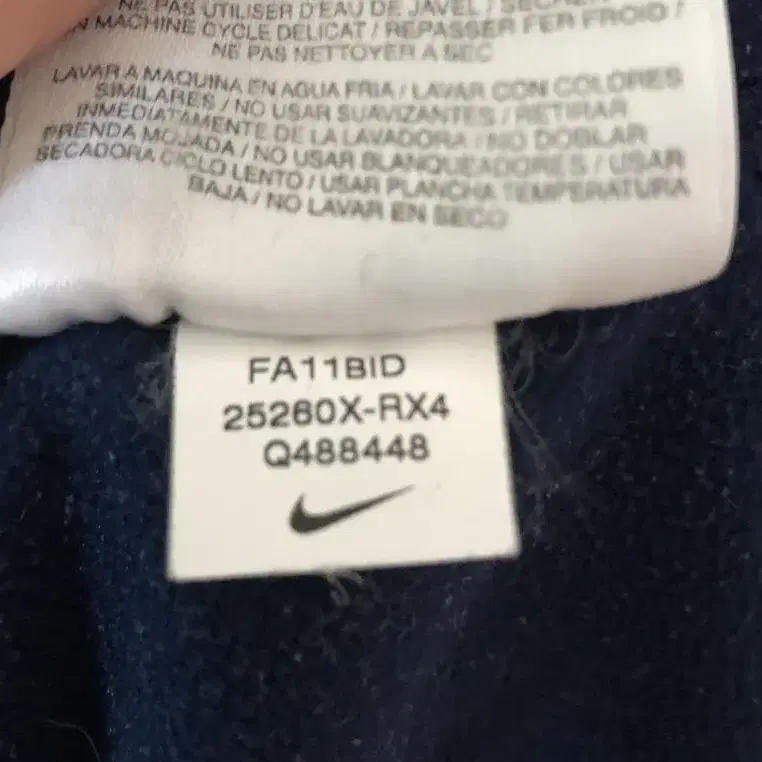 NE PAS UTILISER D'EAU DE JAVEL /
MACHINE CYCLE DELICAT / REPASSER FER FROID /
NE PAS NETTOYER A SEC
LAVAR A MAQUINA EN AGUA FRIA / LAVAR CON COLORES
SIMILARES / NO USAR SUAVIZANTES / RETIRAR
INMEDIATAMENTE DE LA LAVADORA / NO DOBLAR
PRENDA MOJADA / NO USAR BLANQUEADORES / USAR
SECADORA CICLO LENTO / USAR PLANCHA TEMPERATURA
BAJA / NO LAVAR EN SECO
FA11BID
25260X-RX4
Q488448